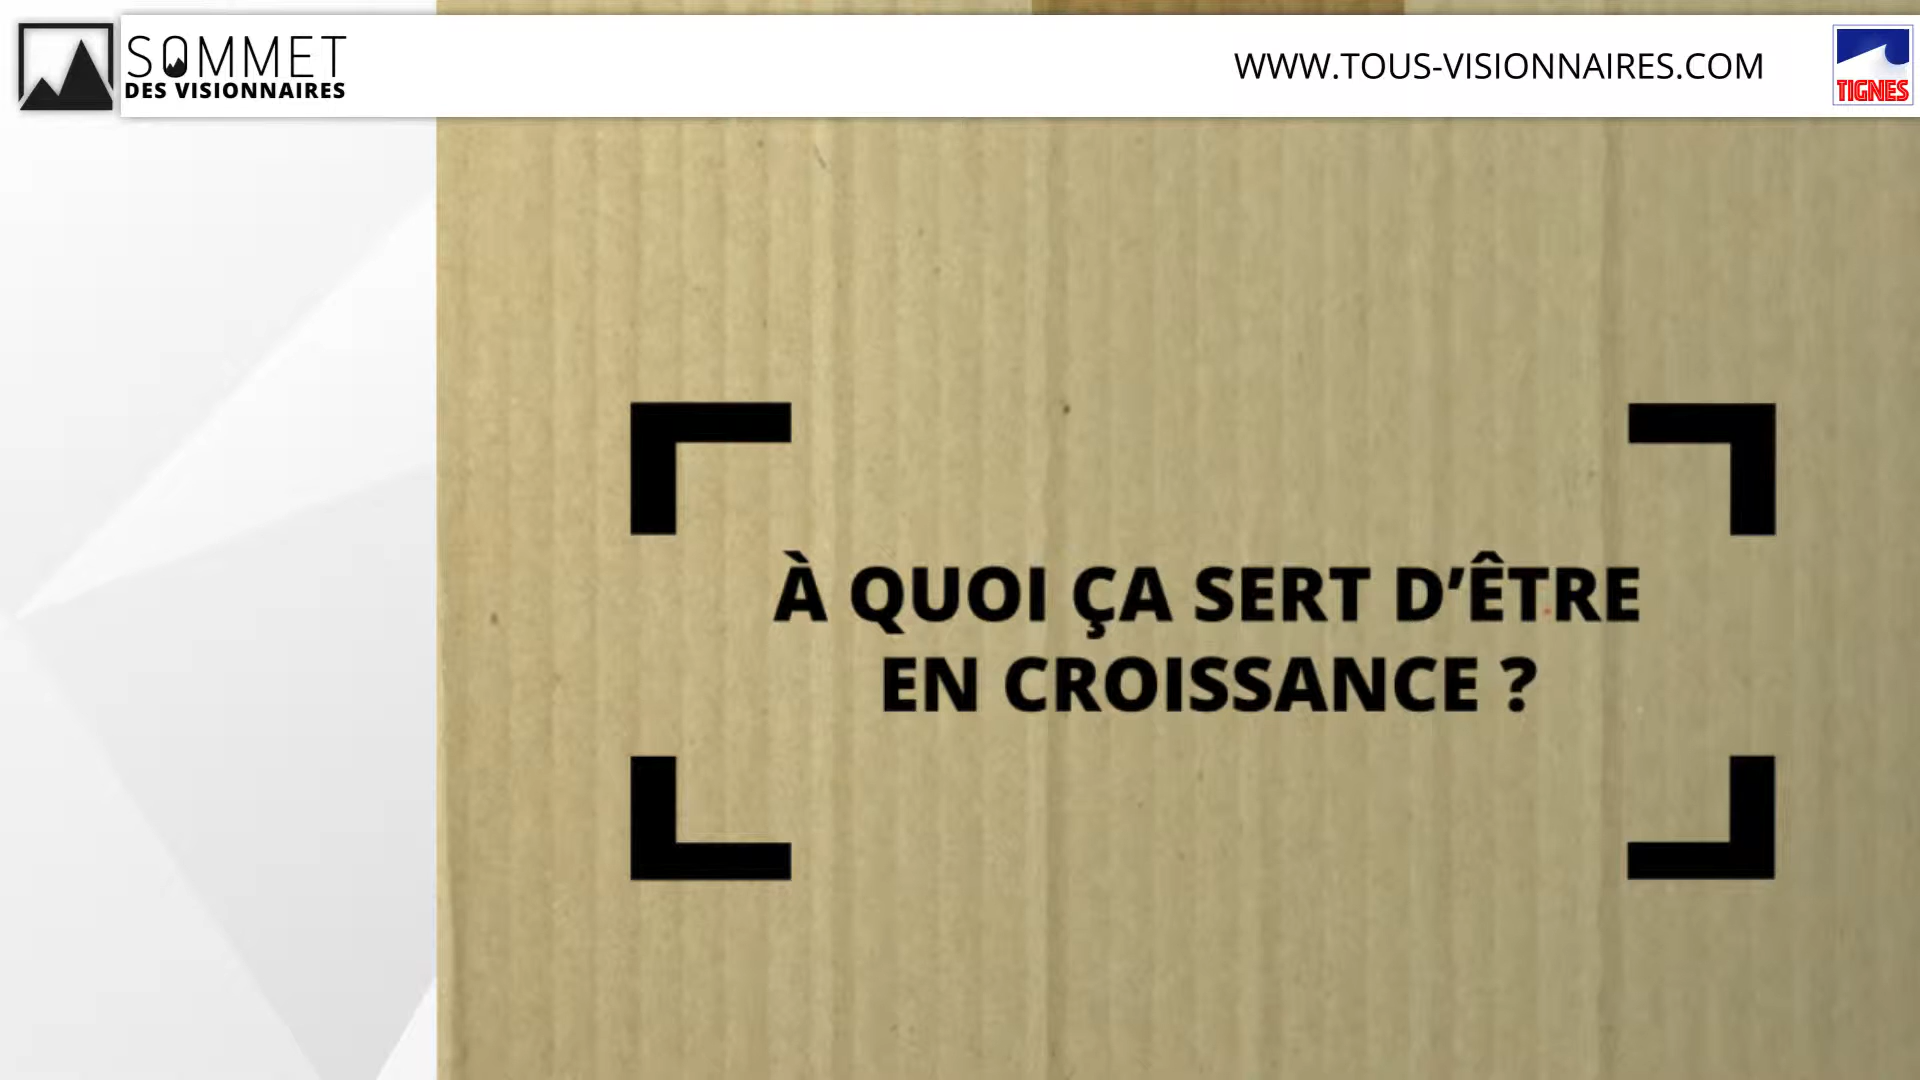 SOMMET
DES VISIONNAIRES
WWW.TOUS-VISIONNAIRES.COM
TIGNES
À QUOI ÇA SERT D’ÊTRE
EN CROISSANCE ?